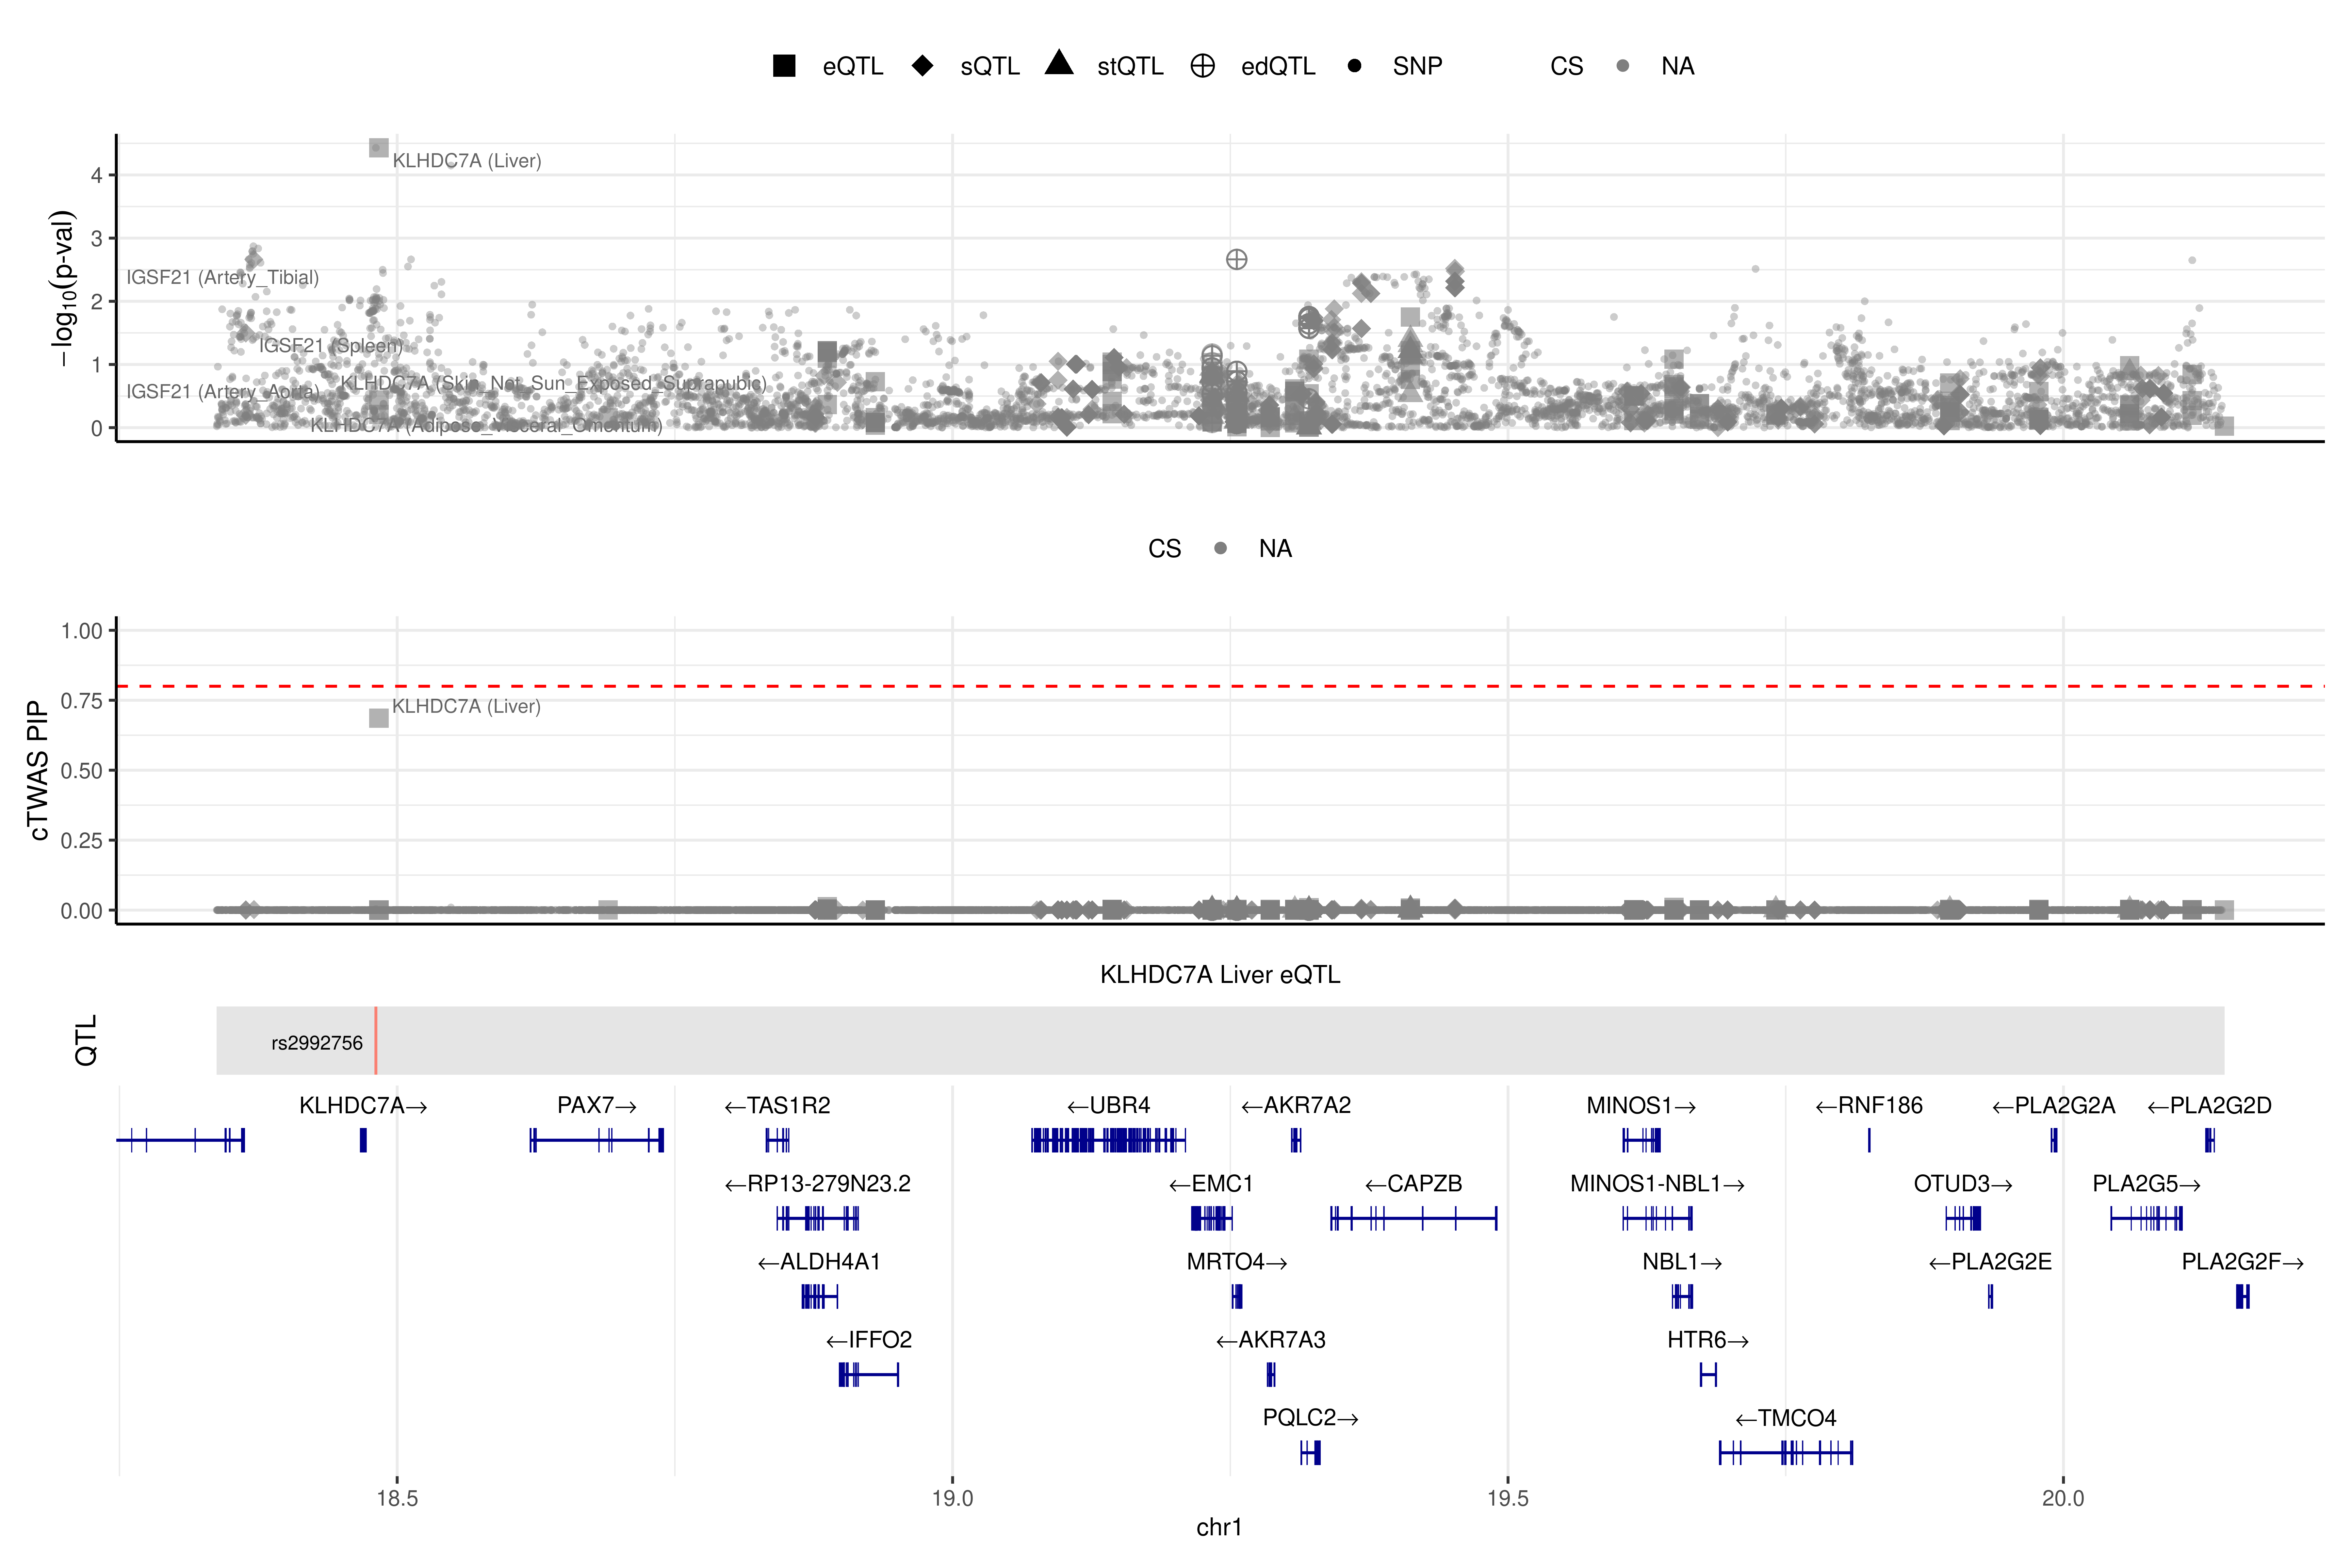 eQTL sQTL stQTL edQTL SNP CS NA
−log10(p-val)
4
3
2
1
0
KLHDC7A (Liver)
IGSF21 (Artery_Tibial)
IGSF21 (Spleen)
KLHDC7A (Skin_Not_Sun_Exposed_Suprapubic)
IGSF21 (Artery_Aorta)
KLHDC7A (Adipose_Visceral_Omentum)
CS NA
cTWAS PIP
1.00
0.75
0.50
0.25
0.00
KLHDC7A (Liver)
KLHDC7A Liver eQTL
QTL
rs2992756
KLHDC7A→ PAX7→ ←TAS1R2 ←UBR4 ←AKR7A2 MINOS1→ ←RNF186 ←PLA2G2A ←PLA2G2D
←RP13-279N23.2 ←EMC1 ←CAPZB MINOS1-NBL1→ OTUD3→ PLA2G5→
←ALDH4A1 MRTO4→ NBL1→ ←PLA2G2E PLA2G2F→
←IFFO2 ←AKR7A3 HTR6→
PQLC2→ ←TMCO4
18.5 19.0 19.5 20.0
chr1